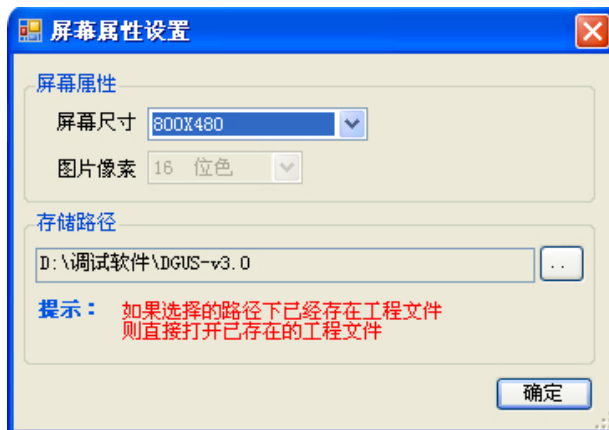 屏幕属性设置
屏幕属性
屏幕尺寸 800X480
图片像素 16 位色
存储路径
D:\调试软件\DGUS-v3.0 ..
提示： 如果选择的路径下已经存在工程文件
则直接打开已存在的工程文件
确定